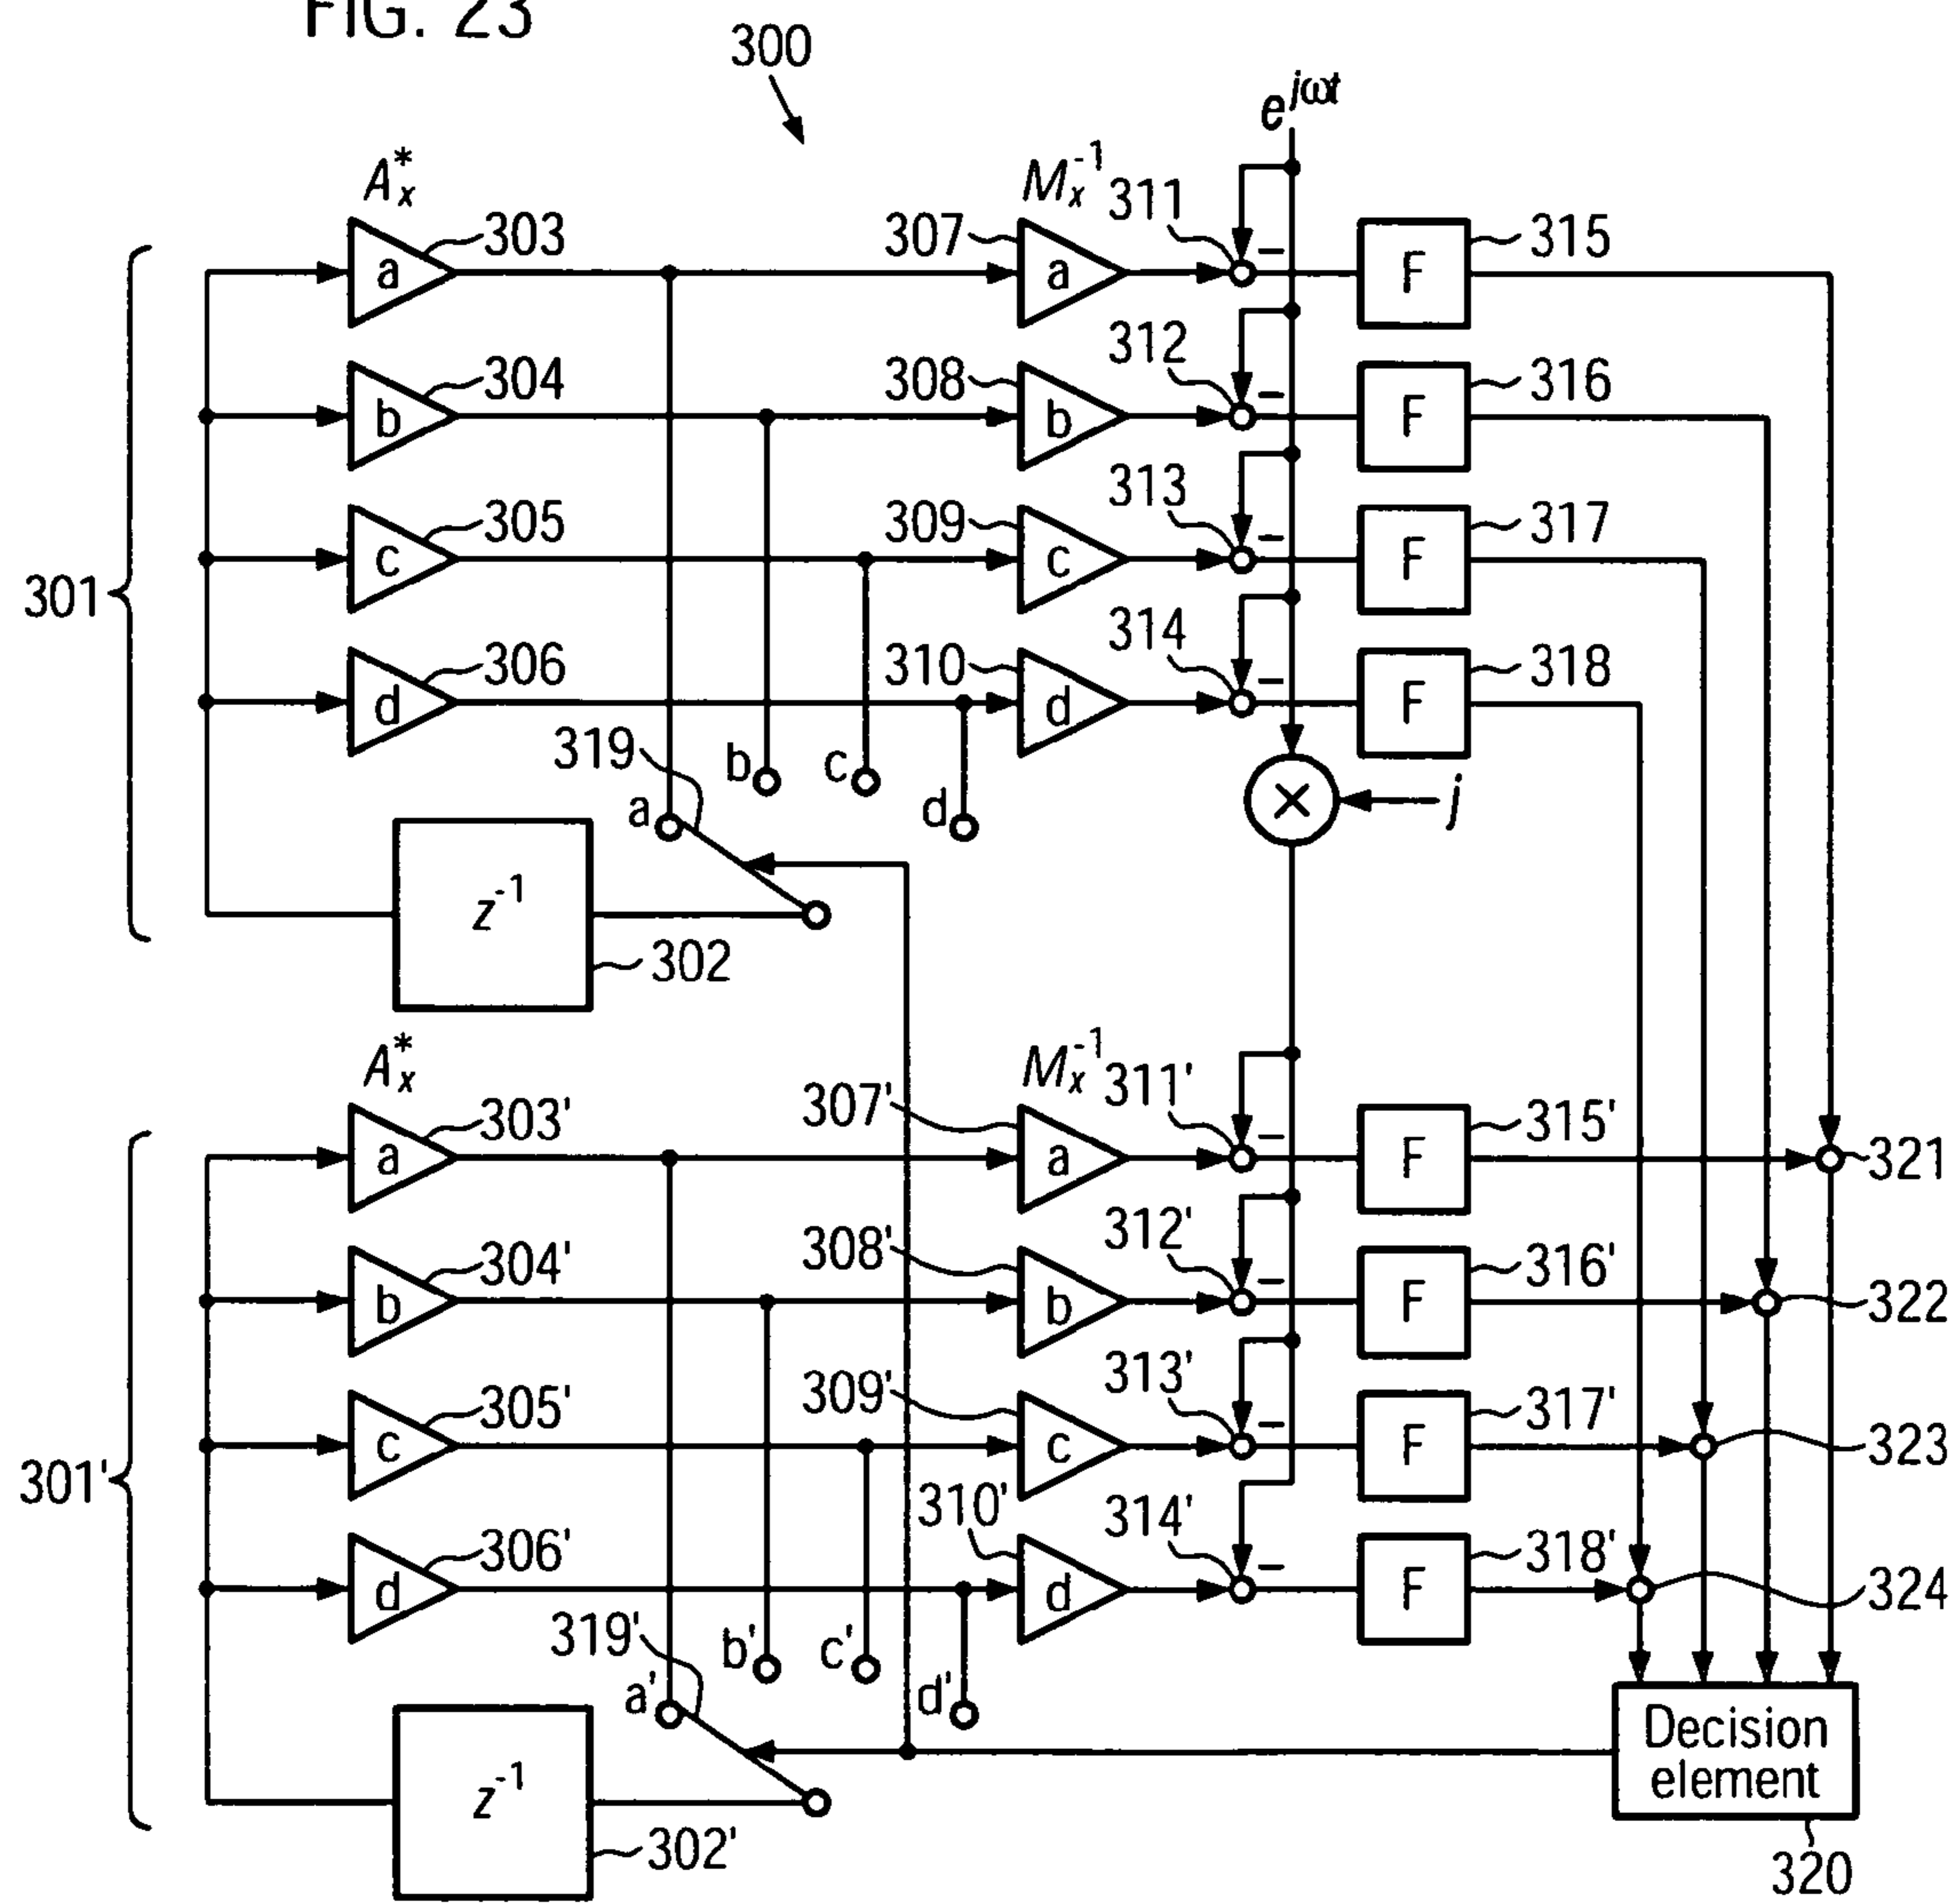 FIG. 23
300
e^{jωt}
A*x
M-1x
311
303
307
a
a
–
F
315
312
304
308
b
b
–
F
316
313
305
309
c
c
–
F
317
301
314
306
310
d
d
–
F
318
319
b
c
a
d
×
j
z-1
302
A*x
M-1x
311'
303'
307'
a
a
–
F
315'
321
312'
304'
308'
b
b
–
F
316'
322
313'
305'
309'
c
c
–
F
317'
323
301'
310'
314'
306'
d
d
–
F
318'
324
319'
b'
c'
a'
d'
z-1
302'
Decision
element
320